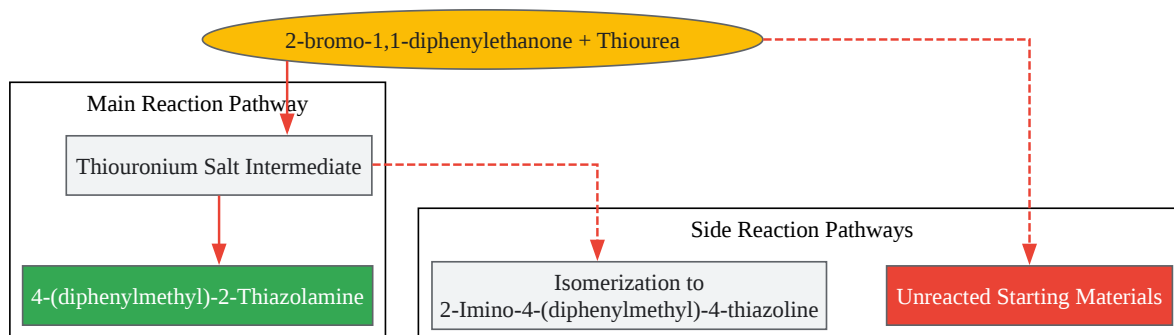 2-bromo-1,1-diphenylethanone + Thiourea
Main Reaction Pathway
Thiouronium Salt Intermediate
4-(diphenylmethyl)-2-Thiazolamine
Side Reaction Pathways
Isomerization to
2-Imino-4-(diphenylmethyl)-4-thiazoline
Unreacted Starting Materials